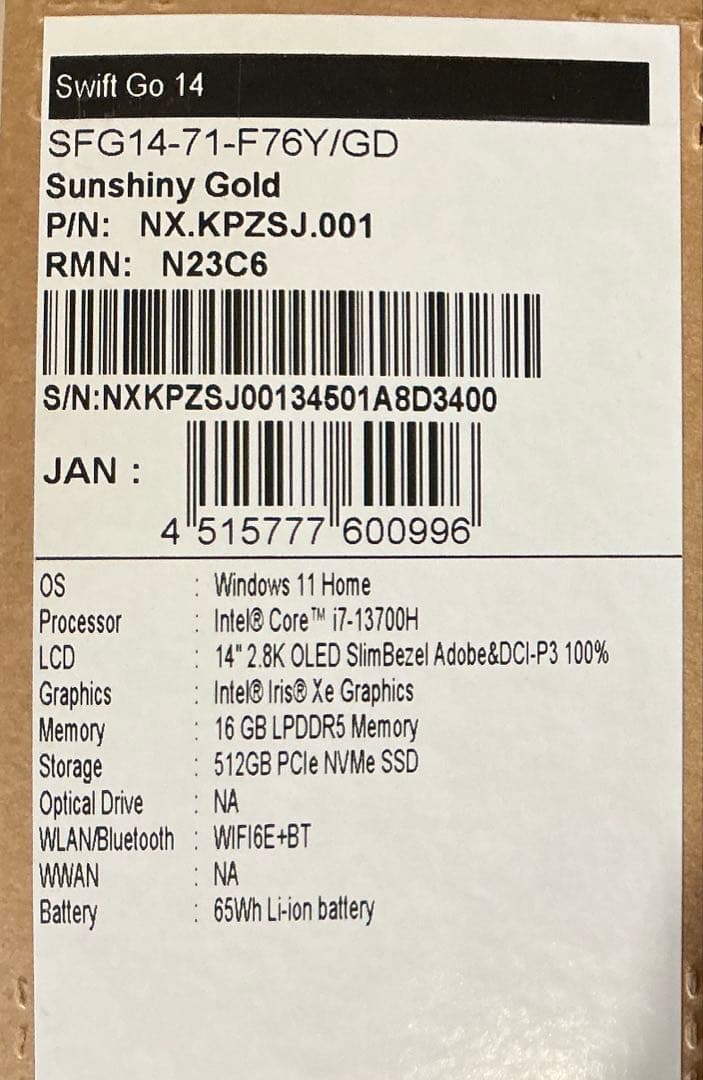 Swift Go 14
SFG14-71-F76Y/GD
Sunshiny Gold
P/N: NX.KPZSJ.001
RMN: N23C6
S/N:NXKPZSJ00134501A8D3400
JAN :
4 515777 600996
OS : Windows 11 Home
Processor : Intel® Core™ i7-13700H
LCD : 14" 2.8K OLED SlimBezel Adobe&DCI-P3 100%
Graphics : Intel® Iris® Xe Graphics
Memory : 16 GB LPDDR5 Memory
Storage : 512GB PCIe NVMe SSD
Optical Drive : NA
WLAN/Bluetooth : WIFI6E+BT
WWAN : NA
Battery : 65Wh Li-ion battery